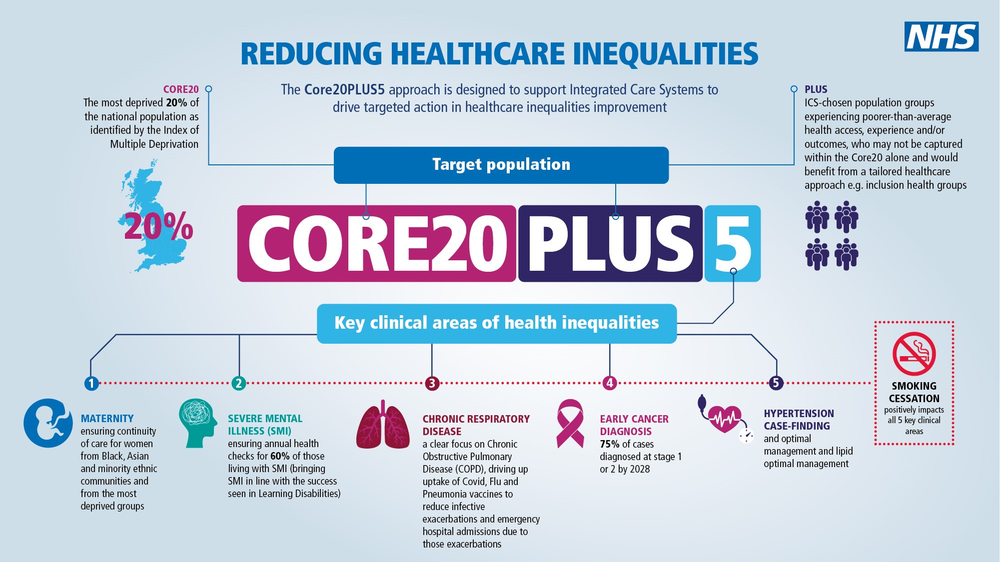 NHS
REDUCING HEALTHCARE INEQUALITIES
The Core20PLUS5 approach is designed to support Integrated Care Systems to
drive targeted action in healthcare inequalities improvement
CORE20
The most deprived 20% of
the national population as
identified by the Index of
Multiple Deprivation
20%
PLUS
ICS-chosen population groups
experiencing poorer-than-average
health access, experience and/or
outcomes, who may not be captured
within the Core20 alone and would
benefit from a tailored healthcare
approach e.g. inclusion health groups
Target population
CORE20 PLUS 5
Key clinical areas of health inequalities
1
MATERNITY
ensuring continuity
of care for women
from Black, Asian
and minority ethnic
communities and
from the most
deprived groups
2
SEVERE MENTAL
ILLNESS (SMI)
ensuring annual health
checks for 60% of those
living with SMI (bringing
SMI in line with the success
seen in Learning Disabilities)
3
CHRONIC RESPIRATORY
DISEASE
a clear focus on Chronic
Obstructive Pulmonary
Disease (COPD), driving up
uptake of Covid, Flu and
Pneumonia vaccines to
reduce infective
exacerbations and emergency
hospital admissions due to
those exacerbations
4
EARLY CANCER
DIAGNOSIS
75% of cases
diagnosed at stage 1
or 2 by 2028
5
HYPERTENSION
CASE-FINDING
and optimal
management and lipid
optimal management
SMOKING
CESSATION
positively impacts
all 5 key clinical
areas